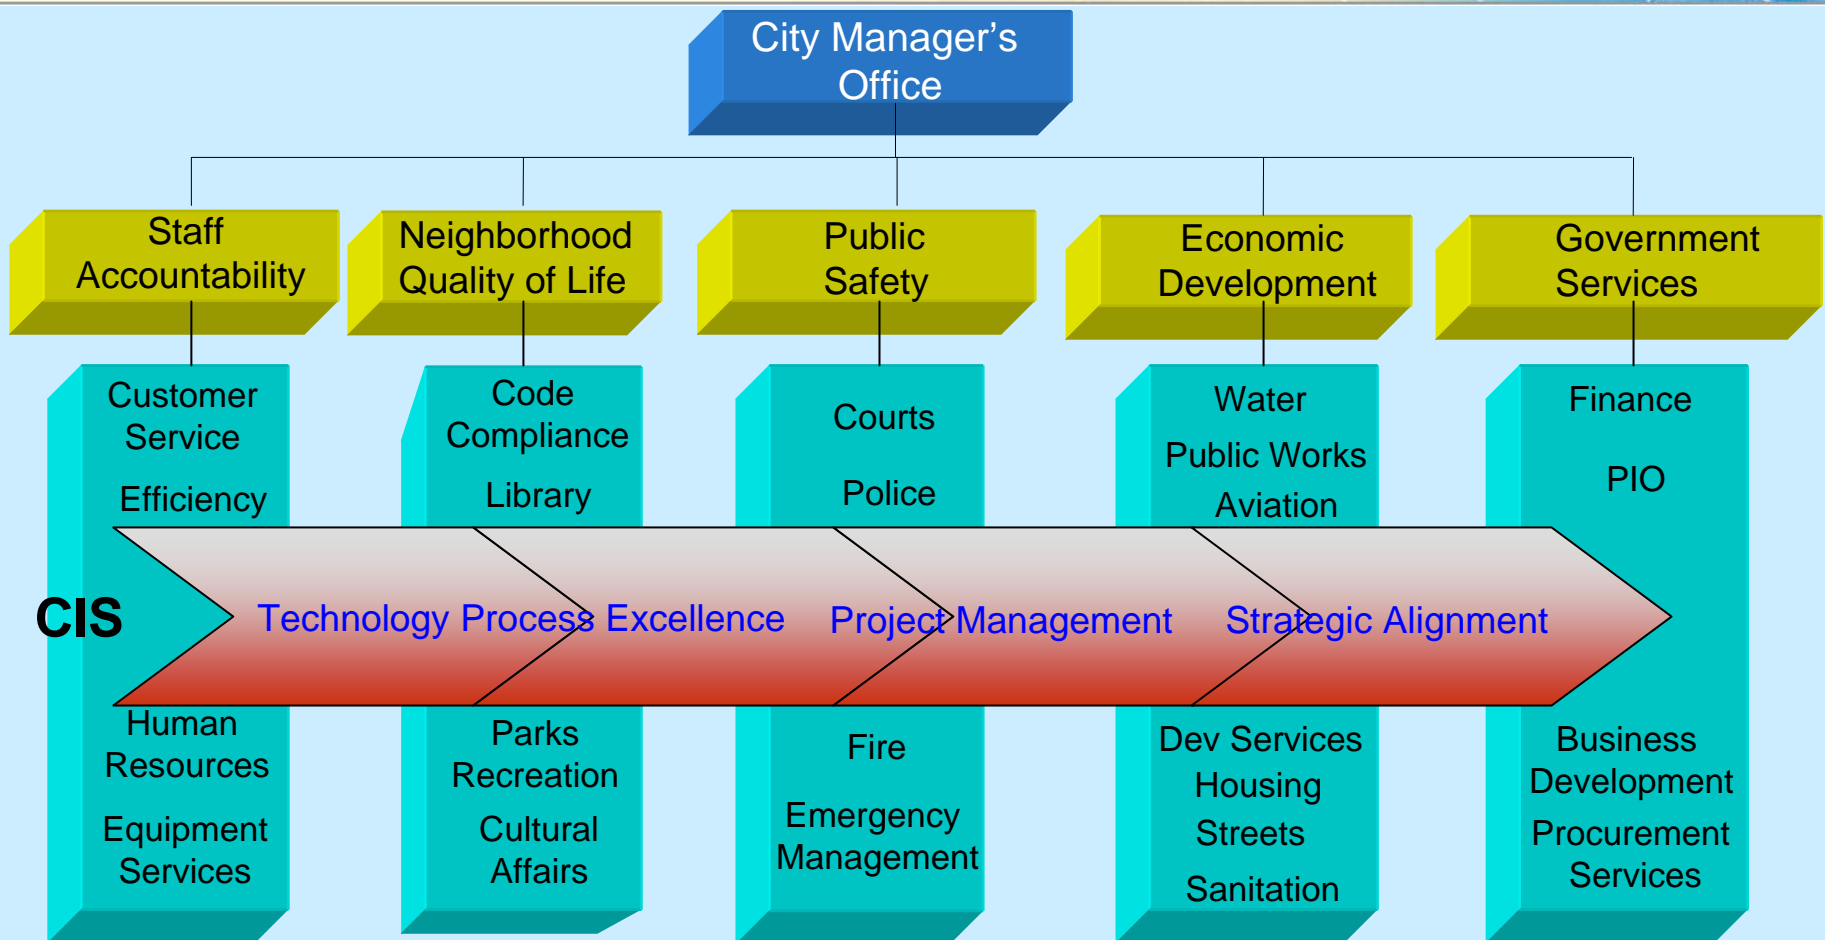 City Manager’s
Office
Staff
Accountability
Neighborhood
Quality of Life
Public
Safety
Economic
Development
Government
Services
Customer
Service
Efficiency
Code
Compliance
Library
Courts
Police
Water
Public Works
Aviation
Finance
PIO
CIS
Technology Process Excellence
Project Management
Strategic Alignment
Human
Resources
Equipment
Services
Parks
Recreation
Cultural
Affairs
Fire
Emergency
Management
Dev Services
Housing
Streets
Sanitation
Business
Development
Procurement
Services